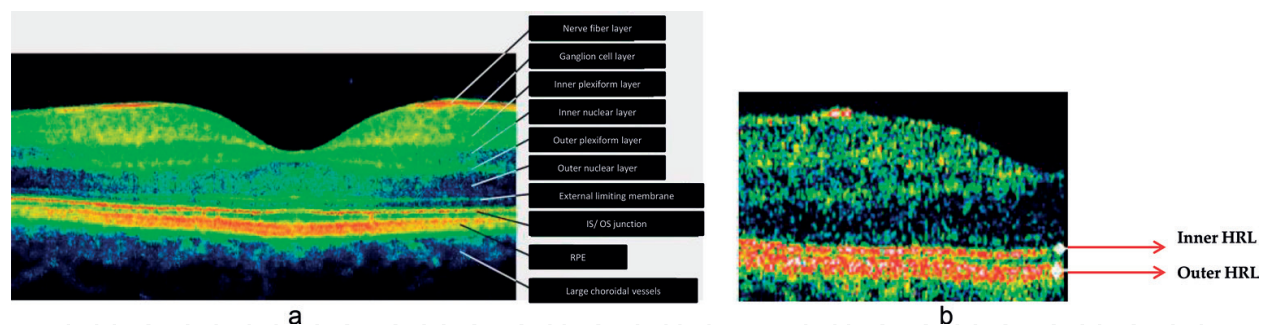 Nerve fiber layer
Ganglion cell layer
Inner plexiform layer
Inner nuclear layer
Outer plexiform layer
Outer nuclear layer
External limiting membrane
IS/ OS junction
RPE
Large choroidal vessels
a
Inner HRL
Outer HRL
b